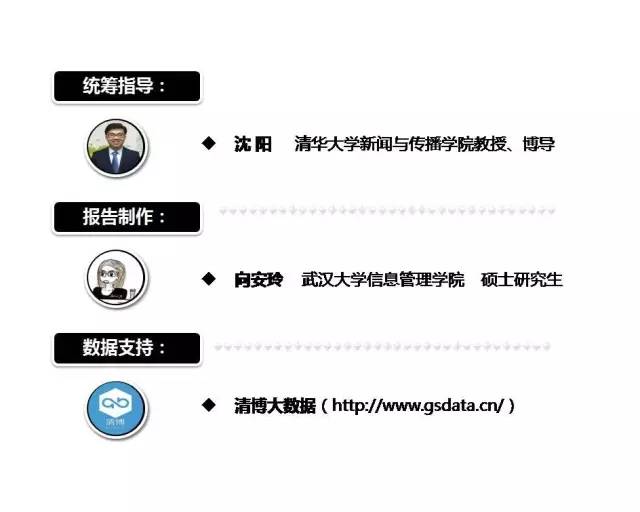 统筹指导：
沈 阳 清华大学新闻与传播学院教授、博导
报告制作：
向安玲 武汉大学信息管理学院 硕士研究生
数据支持：
清博
清博大数据（http://www.gsdata.cn/）